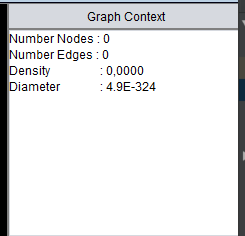 Graph Context
Number Nodes : 0
Number Edges : 0
Density : 0,0000
Diameter : 4.9E-324